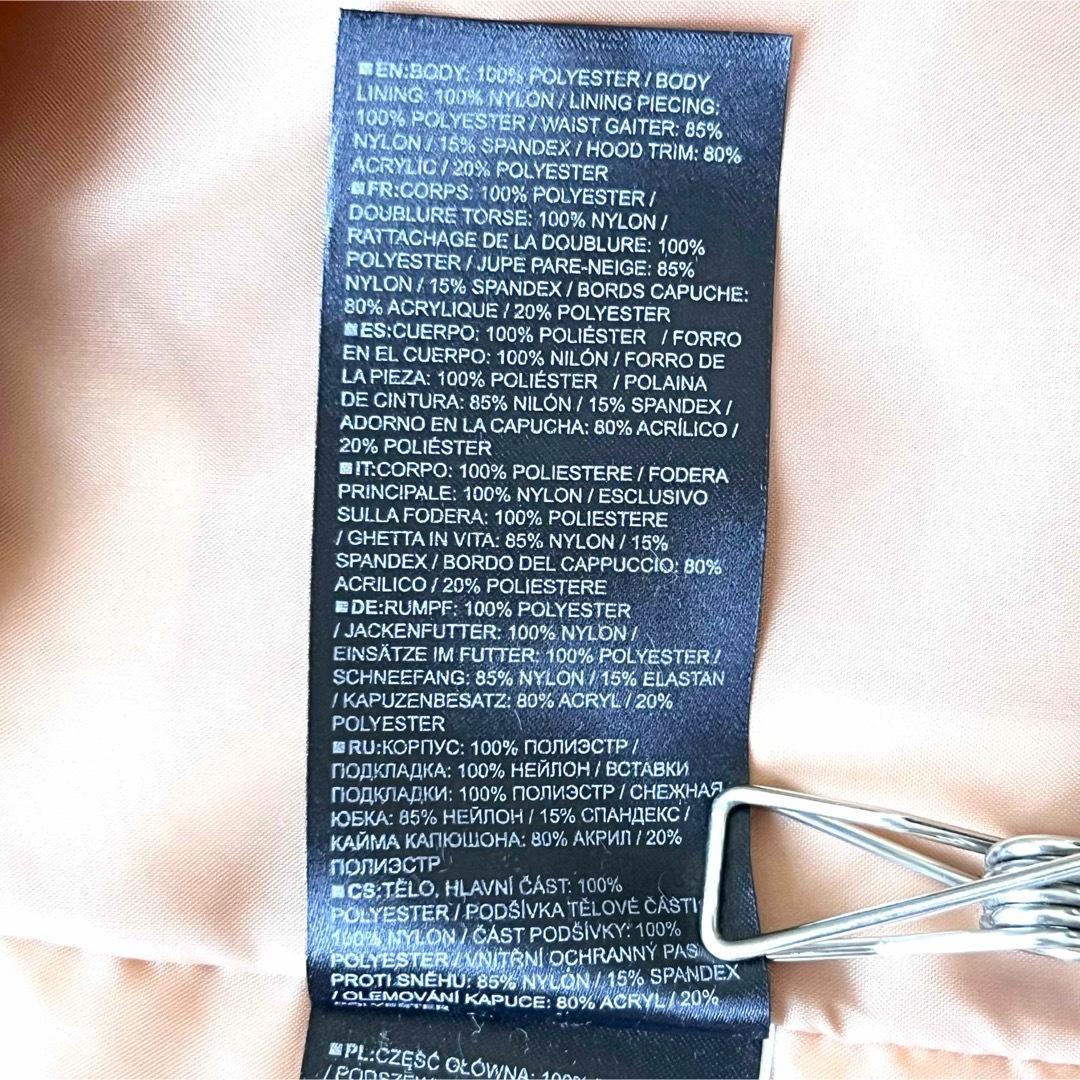 EN:BODY: 100% POLYESTER / BODY
LINING: 100% NYLON / LINING PIECING:
100% POLYESTER / WAIST GAITER: 85%
NYLON / 15% SPANDEX / HOOD TRIM: 80%
ACRYLIC / 20% POLYESTER
FR:CORPS: 100% POLYESTER /
DOUBLURE TORSE: 100% NYLON /
RATTACHAGE DE LA DOUBLURE: 100%
POLYESTER / JUPE PARE-NEIGE: 85%
NYLON / 15% SPANDEX / BORDS CAPUCHE:
80% ACRYLIQUE / 20% POLYESTER
ES:CUERPO: 100% POLIÉSTER / FORRO
EN EL CUERPO: 100% NILÓN / FORRO DE
LA PIEZA: 100% POLIÉSTER / POLAINA
DE CINTURA: 85% NILÓN / 15% SPANDEX /
ADORNO EN LA CAPUCHA: 80% ACRÍLICO /
20% POLIÉSTER
IT:CORPO: 100% POLIESTERE / FODERA
PRINCIPALE: 100% NYLON / ESCLUSIVO
SULLA FODERA: 100% POLIESTERE
/ GHETTA IN VITA: 85% NYLON / 15%
SPANDEX / BORDO DEL CAPPUCCIO: 80%
ACRILICO / 20% POLIESTERE
DE:RUMPF: 100% POLYESTER
/ JACKENFUTTER: 100% NYLON /
EINSÄTZE IM FUTTER: 100% POLYESTER /
SCHNEEFANG: 85% NYLON / 15% ELASTAN
/ KAPUZENBESATZ: 80% ACRYL / 20%
POLYESTER
RU:КОРПУС: 100% ПОЛИЭСТР /
ПОДКЛАДКА: 100% НЕЙЛОН / ВСТАВКИ
ПОДКЛАДКИ: 100% ПОЛИЭСТР / СНЕЖНАЯ
ЮБКА: 85% НЕЙЛОН / 15% СПАНДЕКС /
КАЙМА КАПЮШОНА: 80% АКРИЛ / 20%
ПОЛИЭСТР
CS:TĚLO, HLAVNÍ ČÁST: 100%
POLYESTER / PODŠÍVKA TĚLOVÉ ČÁSTI:
100% NYLON / ČÁST PODŠÍVKY: 100%
POLYESTER / VNITŘNÍ OCHRANNÝ PAS
PROTI SNĚHU: 85% NYLON / 15% SPANDEX
/ OLEMOVÁNÍ KAPUCE: 80% ACRYL / 20%
POLYESTER
PL:CZĘŚĆ GŁÓWNA: 100%